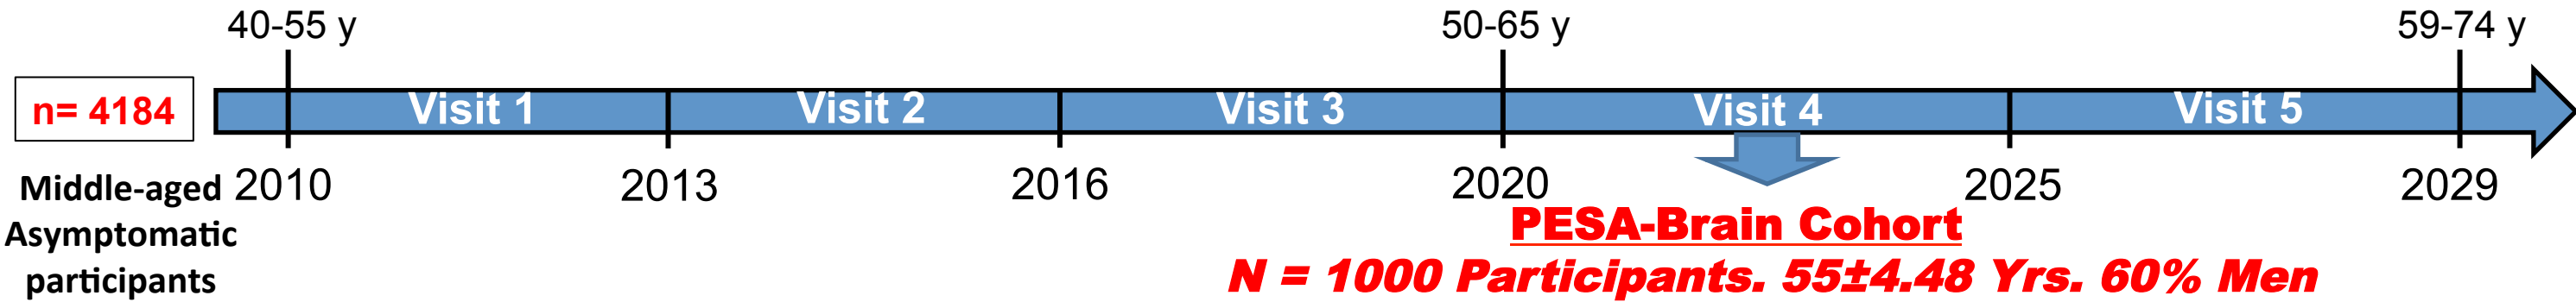 40-55 y 50-65 y 59-74 y
n= 4184 Visit 1 Visit 2 Visit 3 Visit 4 Visit 5
2010 2013 2016 2020 2025 2029
Middle-aged
Asymptomatic
participants
PESA-Brain Cohort
N = 1000 Participants. 55±4.48 Yrs. 60% Men